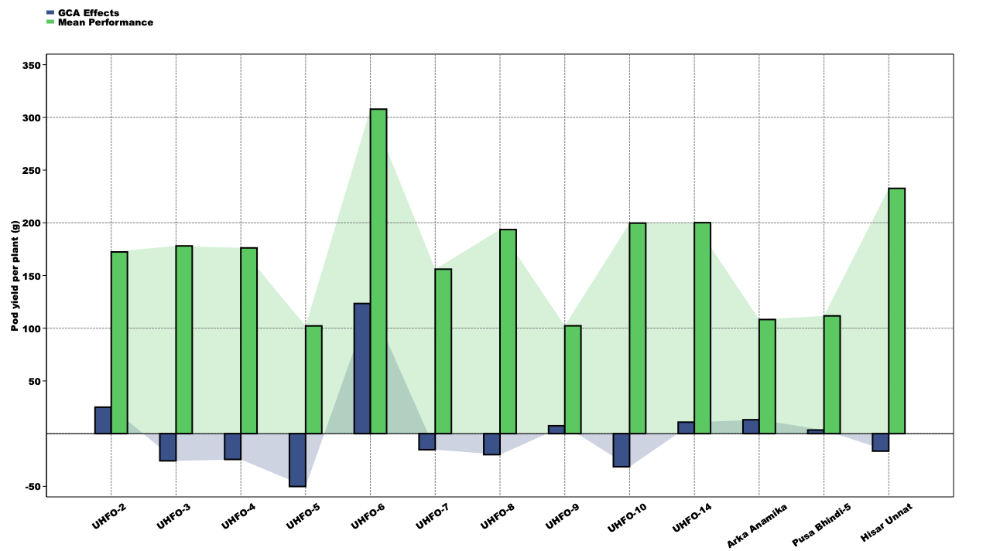 GCA Effects
Mean Performance
Pod yield per plant (g)
350
300
250
200
150
100
50
-50
UHFO-2
UHFO-3
UHFO-4
UHFO-5
UHFO-6
UHFO-7
UHFO-8
UHFO-9
UHFO-10
UHFO-14
Arka Anamika
Pusa Bhindi-5
Hisar Unnat